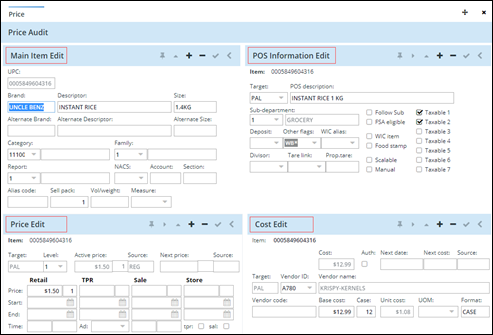 Price
Price Audit
Main Item Edit
UPC:
0005849604316
Brand: Description: Size:
UNCLE BENZ INSTANT RICE 1.4KG
Alternate Brand: Alternate Description: Alternate Size:
Category: Family:
11100 1
Report: NACS: Account: Section:
1
Alias code: Sell pack: Vol/weight: Measure:
1
POS Information Edit
Item: 0005849604316
Target: POS description:
PAL INSTANT RICE 1 KG
Sub-department:
1 GROCERY
Deposit: Other flags: WIC alias:
Divisor: Tare link: Prop.tare:
Follow Sub
PSA eligible
WIC item
Food stamp
Scalable
Manual
Taxable 1
Taxable 2
Taxable 3
Taxable 4
Taxable 5
Taxable 6
Taxable 7
Price Edit
Item: 0005849604316
Target: Level: Active price: Source: Next price: Source:
PAL 1 $1.50 1 REG
Retail TPR Sale Store
Price: $1.50 1
Start:
End:
Time: Ad: tpr: sal:
Cost Edit
Item: 0005849604316
Cost: Auth: Next date: Next cost: Source:
$12.99
Target: Vendor ID: Vendor name:
PAL A780 KRISPY-KERNELS
Vendor code: Base cost: Case: Unit cost: UOM: Format:
$12.99 12 $1.08 CASE